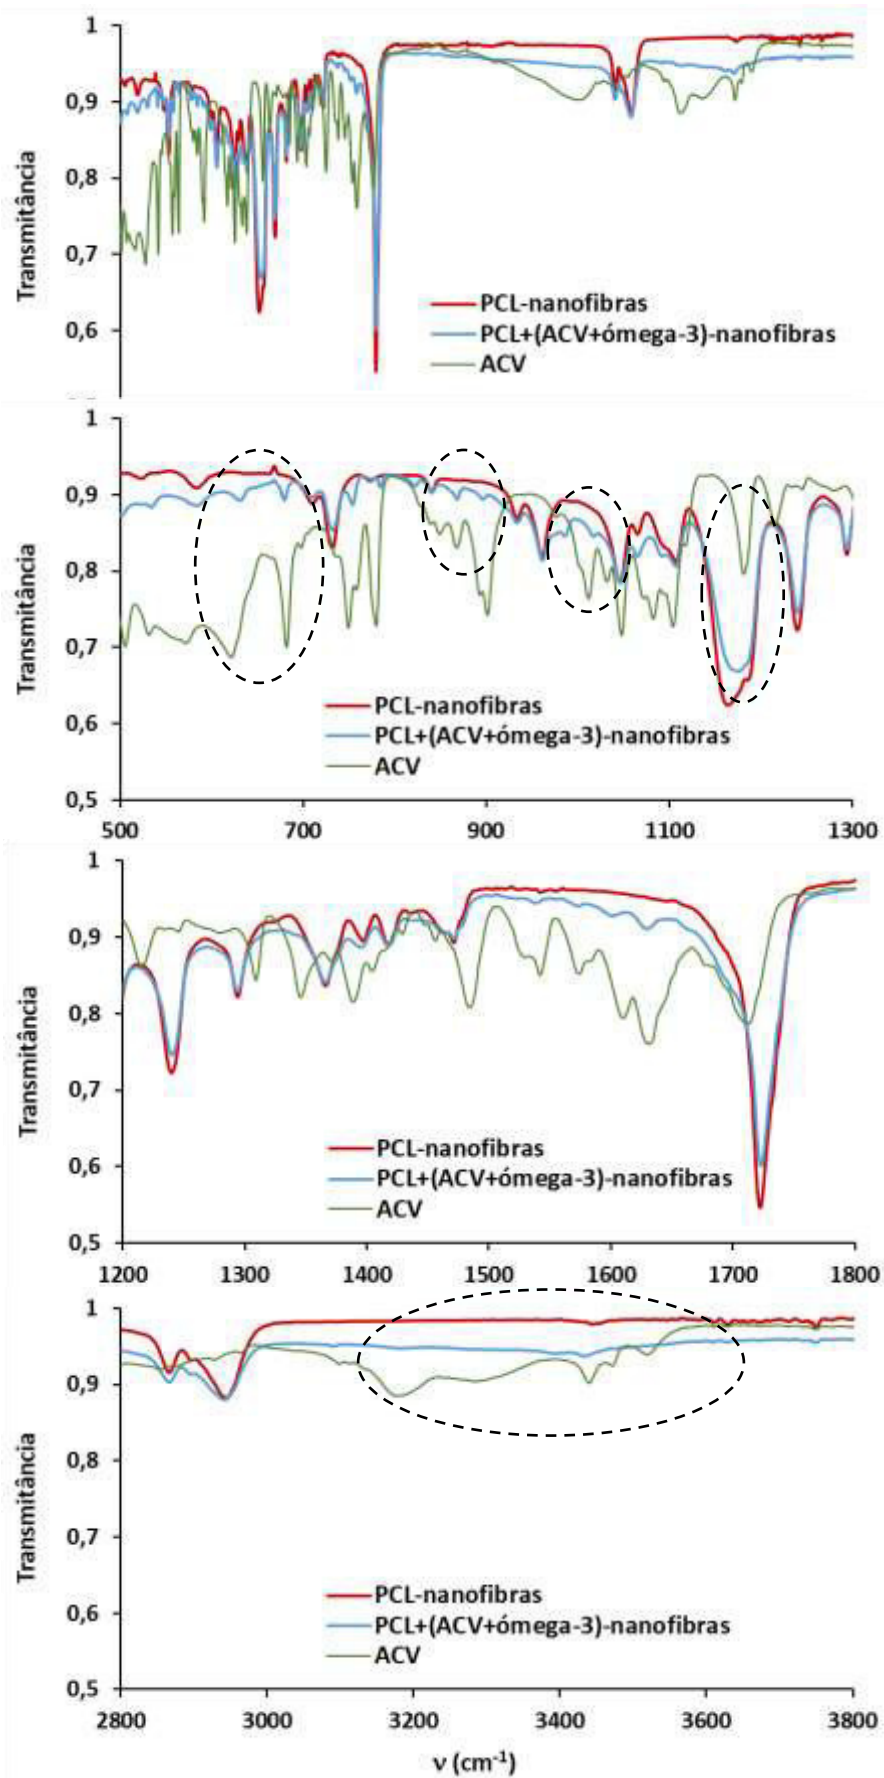 1
0,9
0,8
0,7
0,6
Transmitância
PCL-nanofibras
PCL+(ACV+ómega-3)-nanofibras
ACV
1
0,9
0,8
0,7
0,6
0,5
Transmitância
PCL-nanofibras
PCL+(ACV+ómega-3)-nanofibras
ACV
500 700 900 1100 1300
1
0,9
0,8
0,7
0,6
0,5
Transmitância
PCL-nanofibras
PCL+(ACV+ómega-3)-nanofibras
ACV
1200 1300 1400 1500 1600 1700 1800
1
0,9
0,8
0,7
0,6
0,5
Transmitância
PCL-nanofibras
PCL+(ACV+ómega-3)-nanofibras
ACV
2800 3000 3200 3400 3600 3800
ν (cm⁻¹)